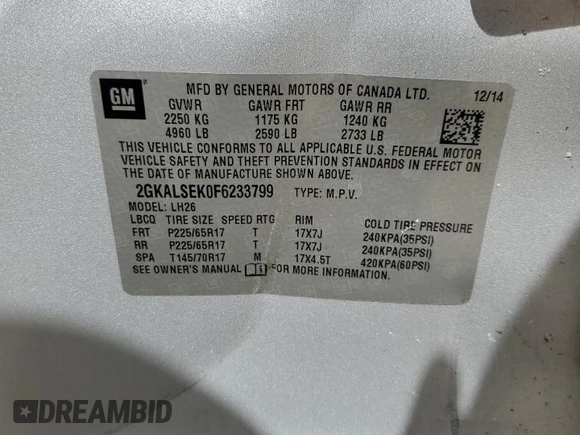 GM
MFD BY GENERAL MOTORS OF CANADA LTD. 12/14
GVWR GAWR FRT GAWR RR
2250 KG 1175 KG 1240 KG
4960 LB 2590 LB 2733 LB
THIS VEHICLE CONFORMS TO ALL APPLICABLE U.S. FEDERAL MOTOR
VEHICLE SAFETY AND THEFT PREVENTION STANDARDS IN EFFECT ON
THE DATE OF MANUFACTURE SHOWN ABOVE.
2GKALSEK0F6233799 TYPE: M.P.V.
MODEL: LH26
LBCQ TIRE SIZE SPEED RTG RIM COLD TIRE PRESSURE
FRT P225/65R17 T 17X7J 240KPA(35PSI)
RR P225/65R17 T 17X7J 240KPA(35PSI)
SPA T145/70R17 M 17X4.5T 420KPA(60PSI)
SEE OWNER'S MANUAL FOR MORE INFORMATION.
DREAMBID